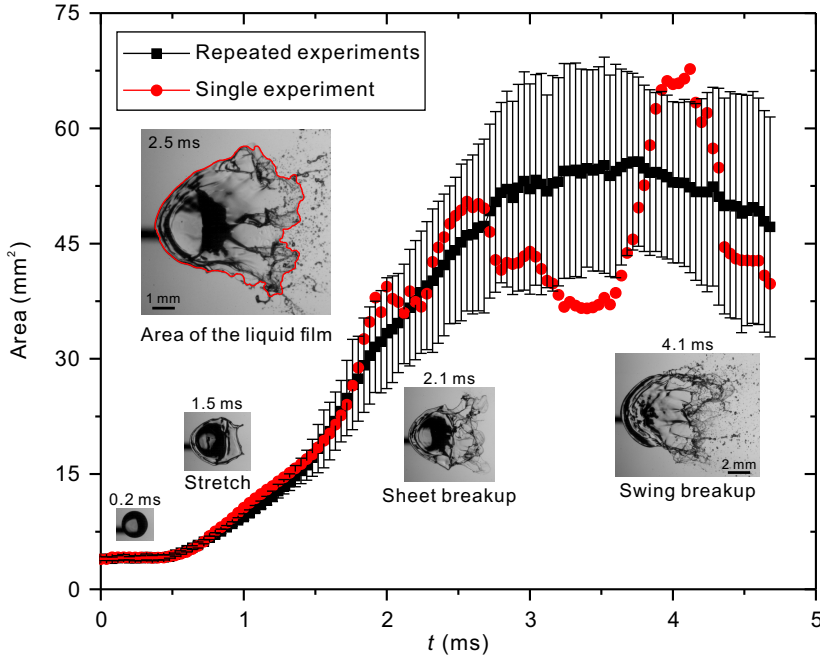 75
60
45
30
15
0
Area (mm²)
Repeated experiments
Single experiment
2.5 ms
1 mm
Area of the liquid film
0.2 ms
1.5 ms
Stretch
2.1 ms
Sheet breakup
4.1 ms
2 mm
Swing breakup
0 1 2 3 4 5
t (ms)